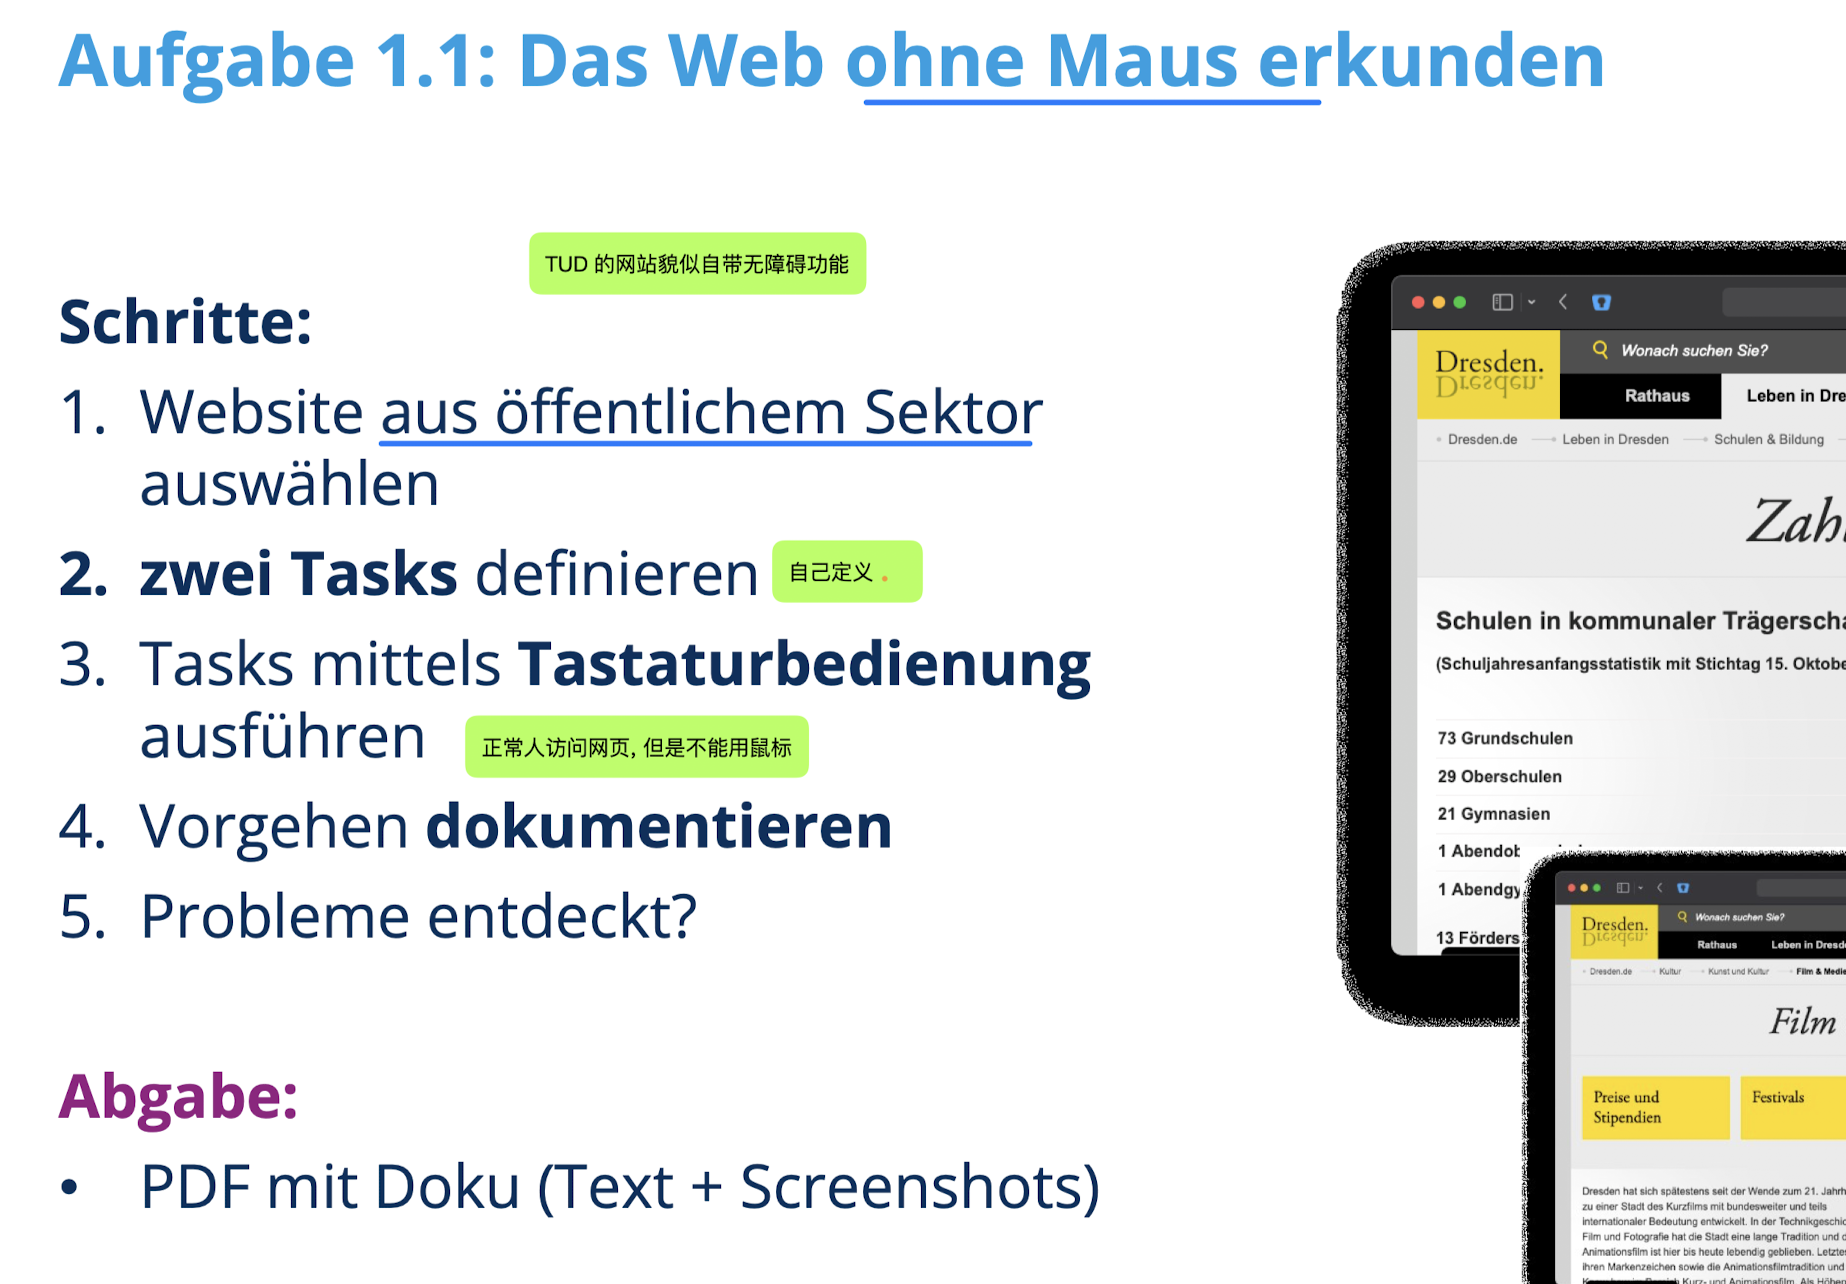 Aufgabe 1.1: Das Web ohne Maus erkunden
TUD 的网站貌似自带无障碍功能
Schritte:
1. Website aus öffentlichem Sektor
auswählen
2. zwei Tasks definieren
自己定义。
3. Tasks mittels Tastaturbedienung
ausführen
正常人访问网页, 但是不能用鼠标
4. Vorgehen dokumentieren
5. Probleme entdeckt?
Abgabe:
• PDF mit Doku (Text + Screenshots)
Dresden.
Wonach suchen Sie?
Rathaus
Leben in Dre
Dresden.de
Leben in Dresden
Schulen & Bildung
Zah
Schulen in kommunaler Trägerscha
(Schuljahresanfangsstatistik mit Stichtag 15. Oktobe
73 Grundschulen
29 Oberschulen
21 Gymnasien
1 Abendob
1 Abendgy
13 Förders
Dresden.
Wonach suchen Sie?
Rathaus
Leben in Dresd
Dresden.de
Kultur
Kunst und Kultur
Film & Medie
Film
Preise und
Stipendien
Festivals
Dresden hat sich spätestens seit der Wende zum 21. Jahrh
zu einer Stadt des Kurzfilms mit bundesweiter und teils
internationaler Bedeutung entwickelt. In der Technikgeschic
Film und Fotografie hat die Stadt eine lange Tradition und d
Animationsfilm ist hier bis heute lebendig geblieben. Letztes
ihren Markenzeichen sowie die Animationsfilmtradition und
Kurz- und Animationsfilm. Als Höhe